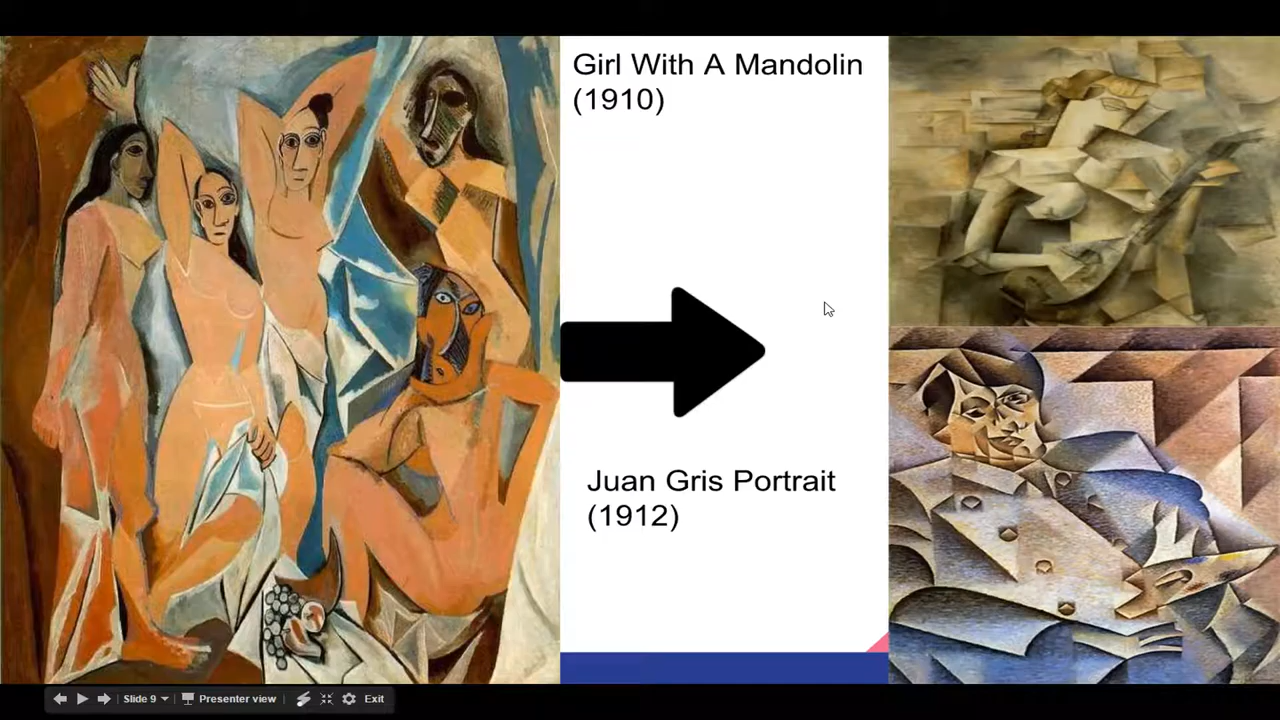 Girl With A Mandolin
(1910)
Juan Gris Portrait
(1912)
Slide 9
Presenter view
Exit